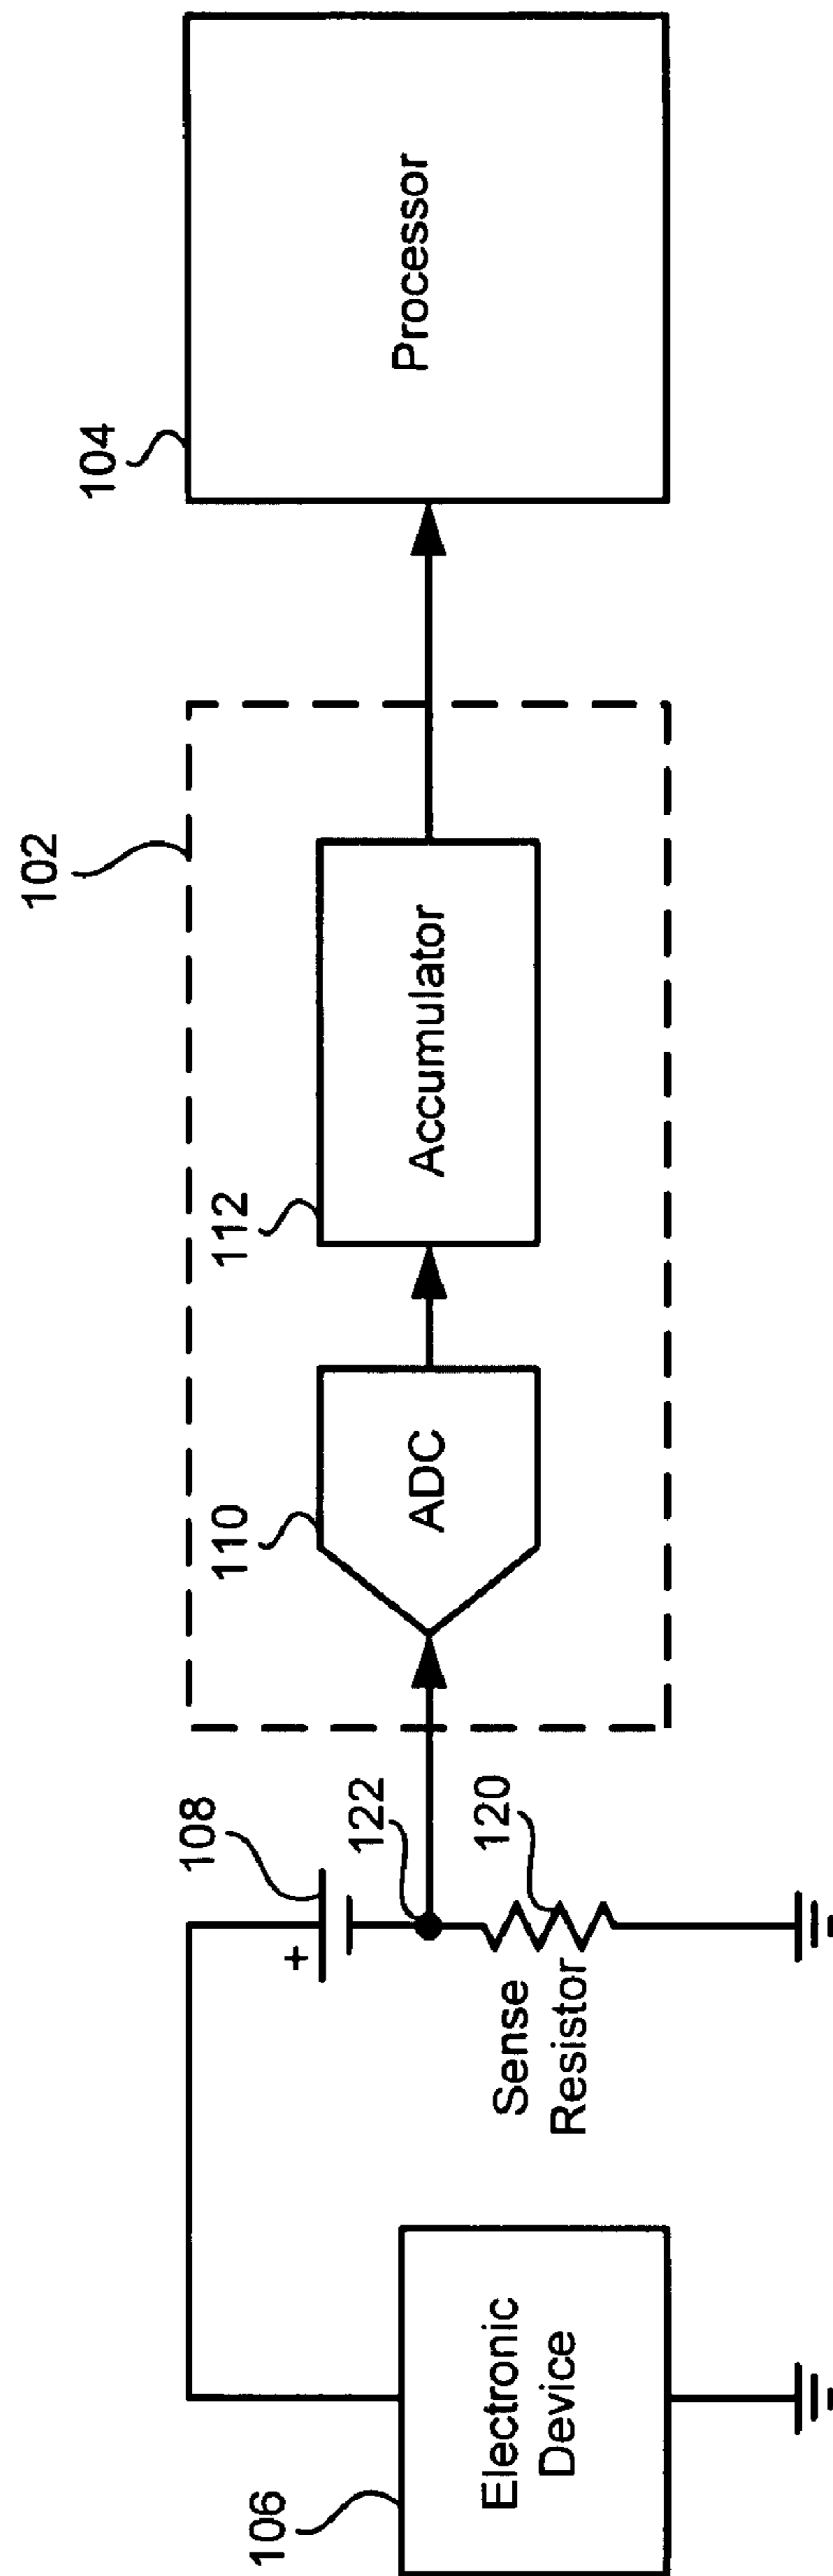 102
104
108
110
112
122
106
Electronic
Device
+
Sense
Resistor
120
ADC
Accumulator
Processor